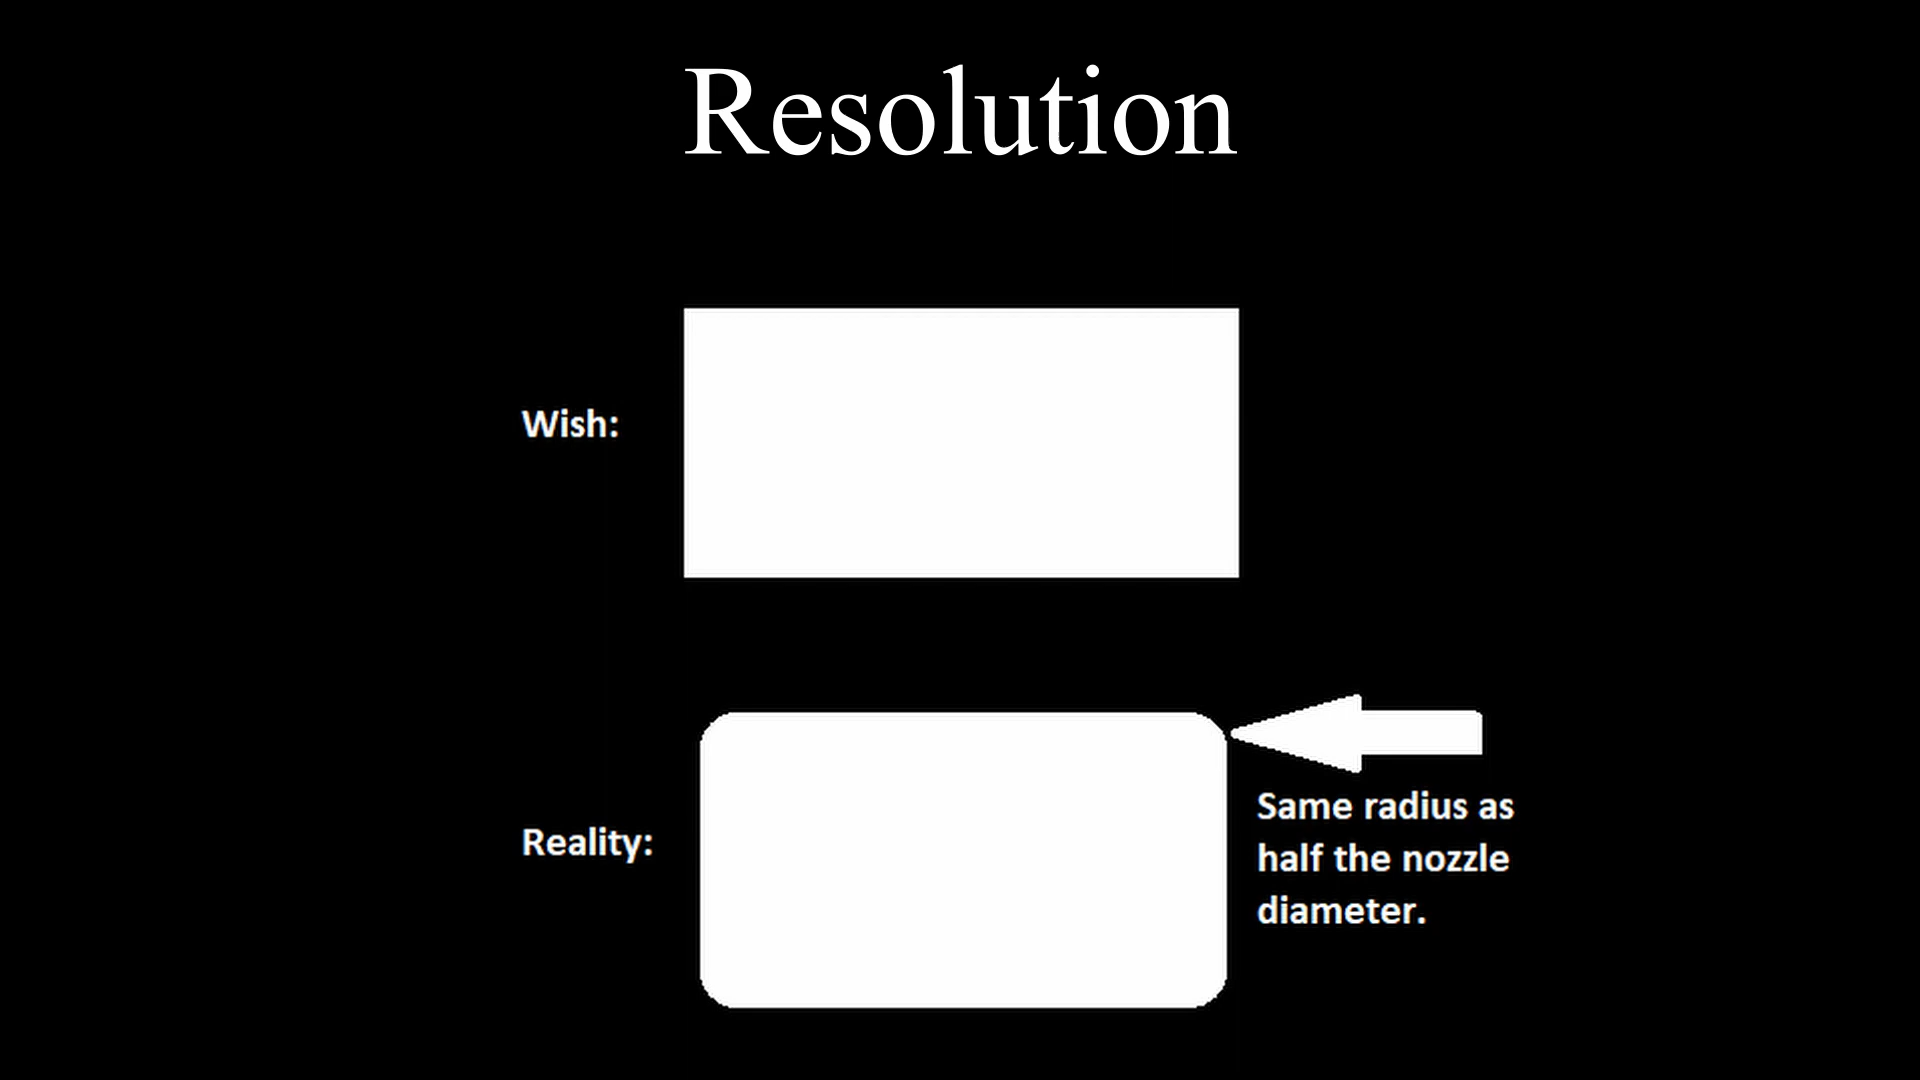 Resolution
Wish:
Reality:
Same radius as
half the nozzle
diameter.